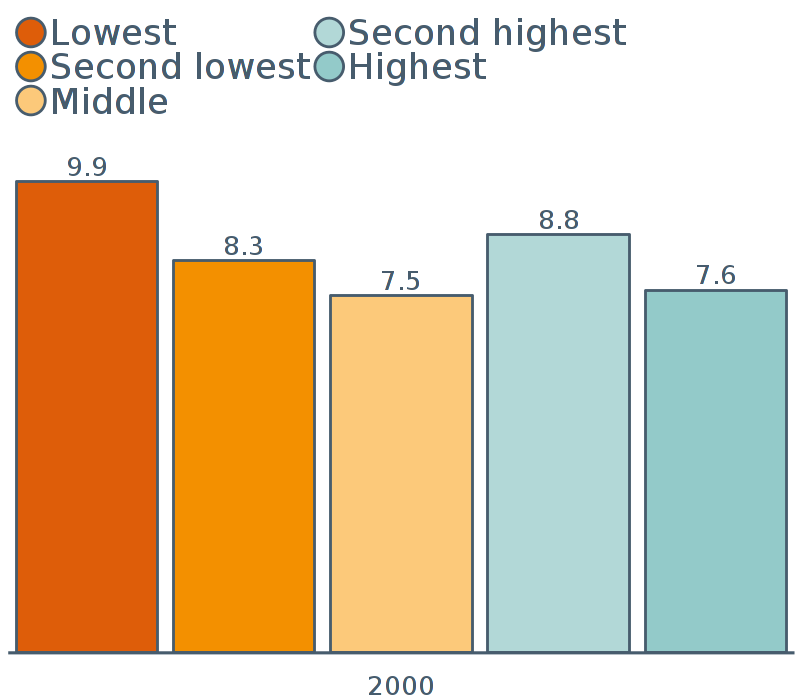 Lowest
Second lowest
Middle
Second highest
Highest
9.9
8.3
7.5
8.8
7.6
2000